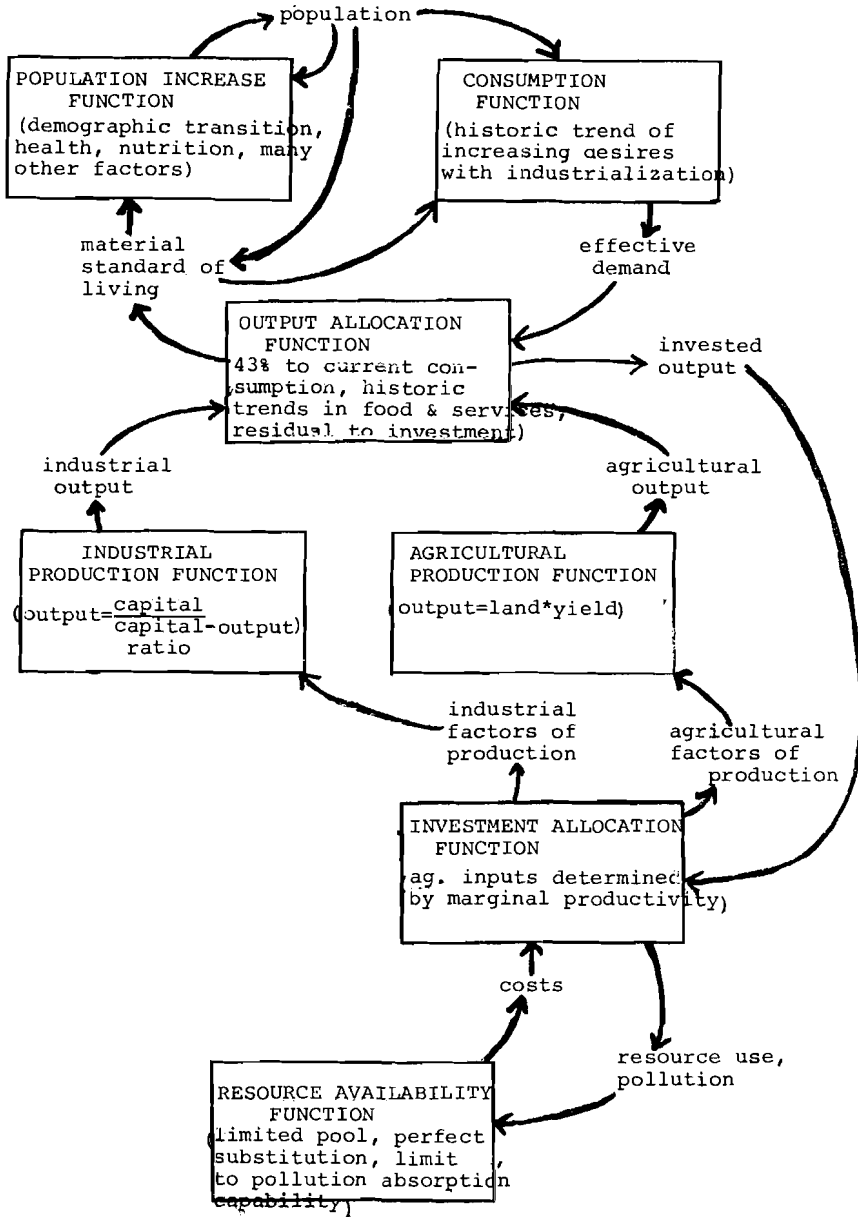 population
POPULATION INCREASE
FUNCTION
(demographic transition,
health, nutrition, many
other factors)
CONSUMPTION
FUNCTION
(historic trend of
increasing aesires
with industrialization)
material
standard of
living
effective
demand
OUTPUT ALLOCATION
FUNCTION
43% to current con-
sumption, historic
trends in food & services,
residual to investment)
invested
output
industrial
output
agricultural
output
INDUSTRIAL
PRODUCTION FUNCTION
(output=capital
capital-output)
ratio
AGRICULTURAL
PRODUCTION FUNCTION
(output=land*yield)
industrial
factors of
production
agricultural
factors of
production
INVESTMENT ALLOCATION
FUNCTION
(ag. inputs determined
by marginal productivity)
costs
resource use,
pollution
RESOURCE AVAILABILITY
FUNCTION
(limited pool, perfect
substitution, limit
to pollution absorption
capability)